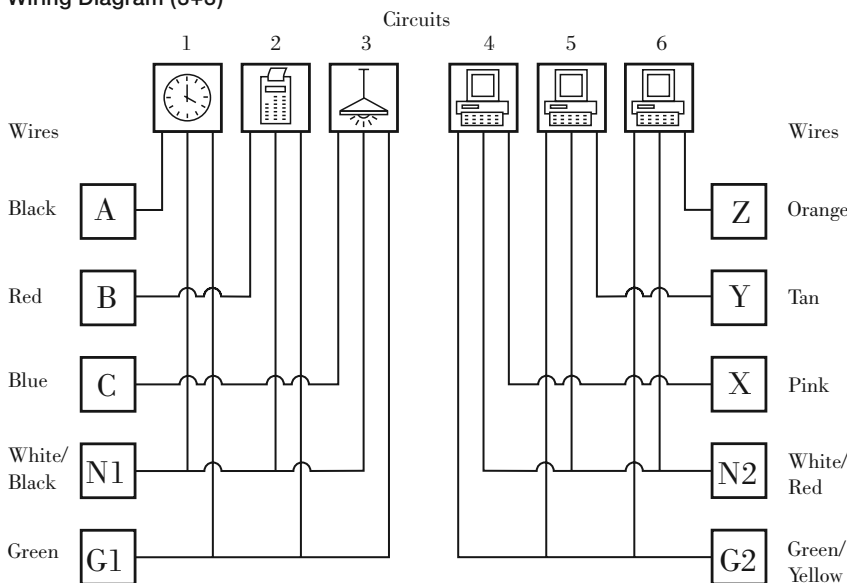 Wiring Diagram (3+3)
Circuits
1 2 3 4 5 6
Wires Wires
Black A Z Orange
Red B Y Tan
Blue C X Pink
White/
Black N1 N2 White/
Red
Green G1 G2 Green/
Yellow